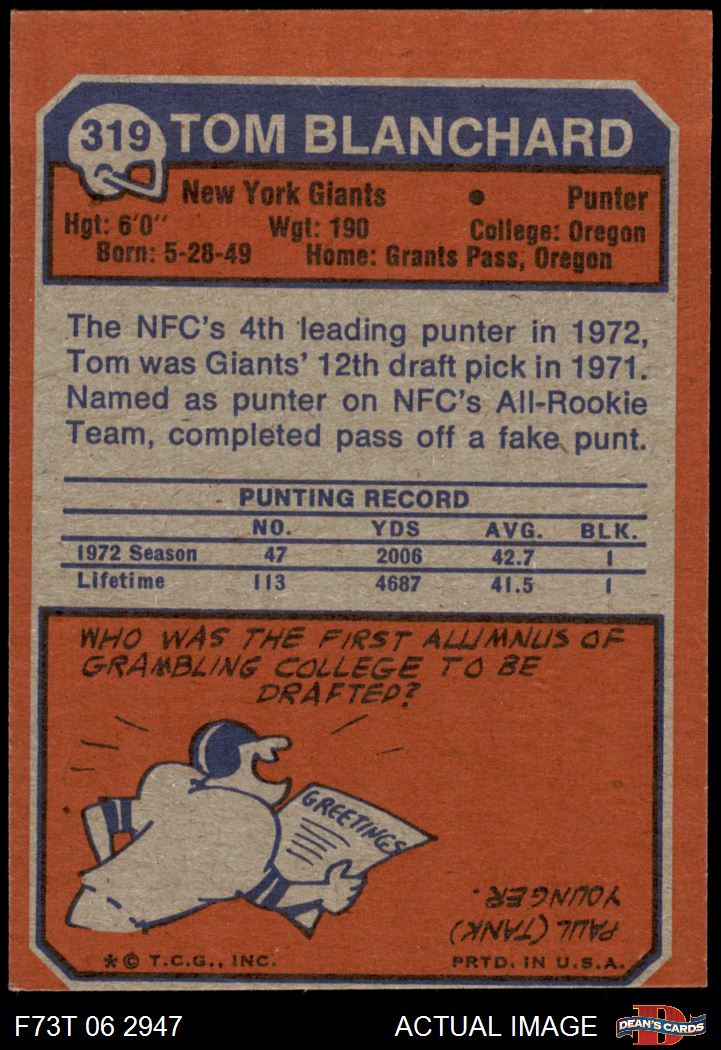 319 TOM BLANCHARD
New York Giants • Punter
Hgt: 6'0" Wgt: 190 College: Oregon
Born: 5-28-49 Home: Grants Pass, Oregon
The NFC's 4th leading punter in 1972,
Tom was Giants' 12th draft pick in 1971.
Named as punter on NFC's All-Rookie
Team, completed pass off a fake punt.
PUNTING RECORD
NO. YDS AVG. BLK.
1972 Season 47 2006 42.7 1
Lifetime 113 4687 41.5 1
WHO WAS THE FIRST ALUMNUS OF
GRAMBLING COLLEGE TO BE
DRAFTED?
GREETINGS
PAUL (TANK)
YOUNGER.
* © T.C.G., INC. PRTD. IN U.S.A.
F73T 06 2947 ACTUAL IMAGE D DEAN'S CARDS